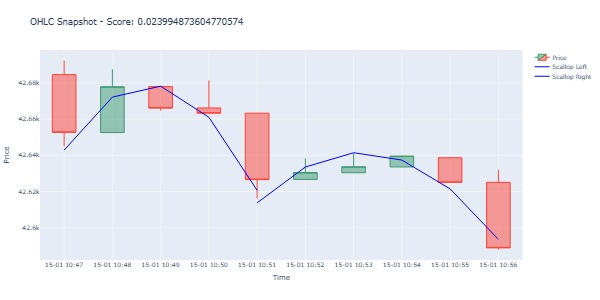 OHLC Snapshot - Score: 0.023994873604770574
Price
Scallop Left
Scallop Right
42.68k
42.66k
42.64k
42.62k
42.6k
Price
15-01 10:47 15-01 10:48 15-01 10:49 15-01 10:50 15-01 10:51 15-01 10:52 15-01 10:53 15-01 10:54 15-01 10:55 15-01 10:56
Time